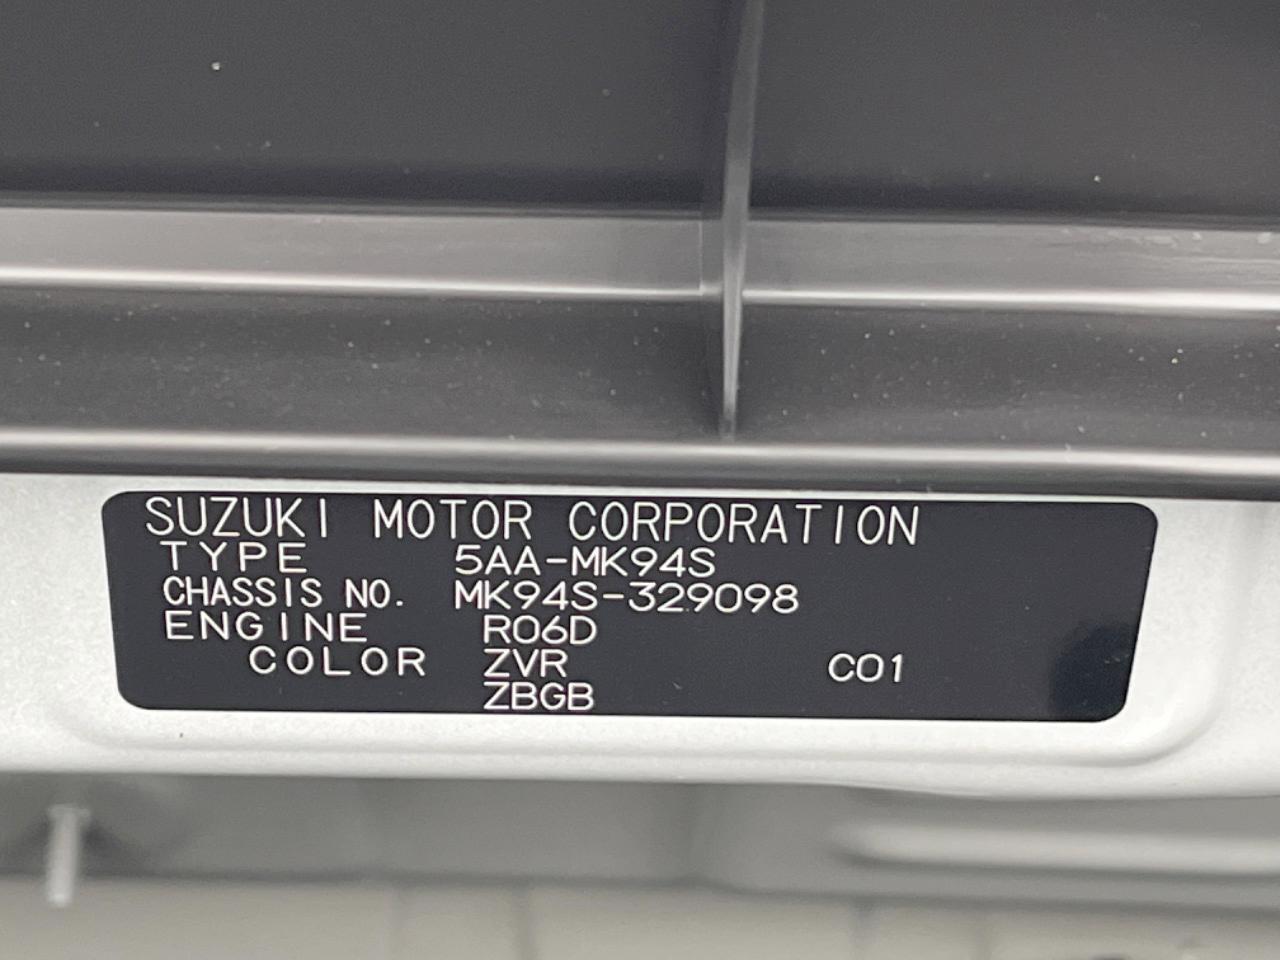 SUZUKI MOTOR CORPORATION
TYPE 5AA-MK94S
CHASSIS NO. MK94S-329098
ENGINE R06D
COLOR ZVR C01
ZBGB